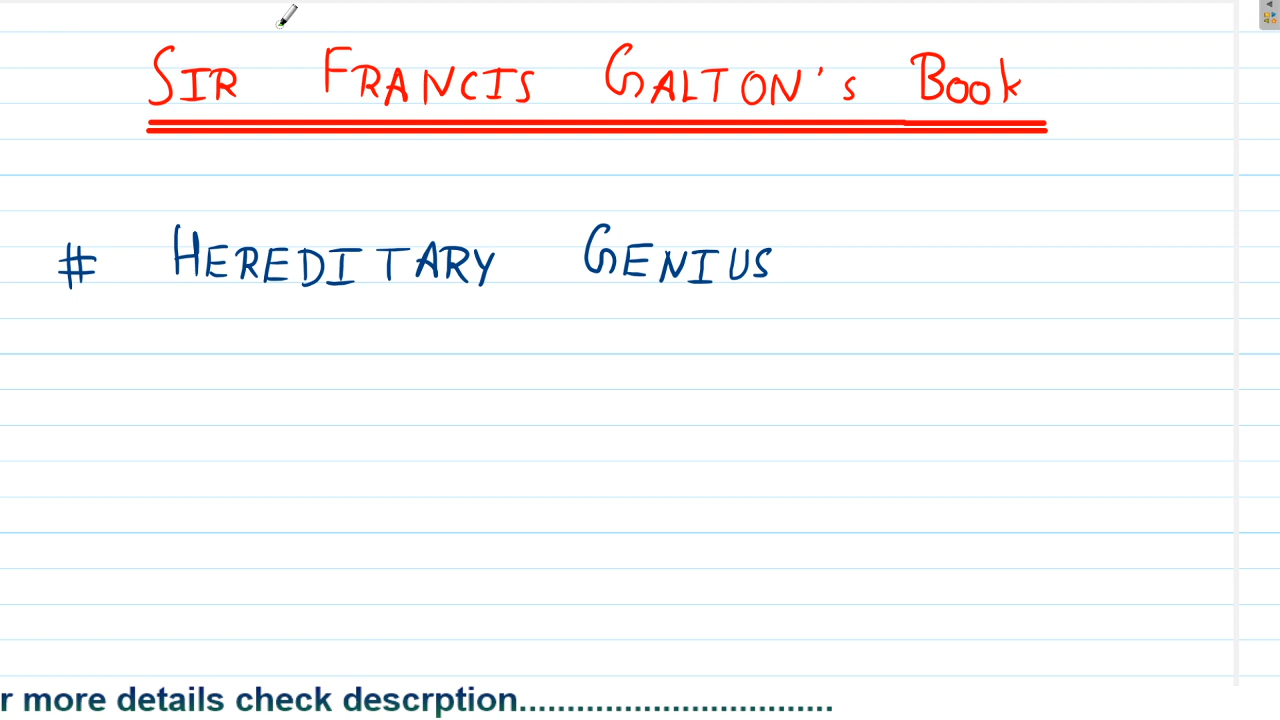 SIR FRANCIS GALTON'S BOOK
# HEREDITARY GENIUS
r more details check descrption.................................